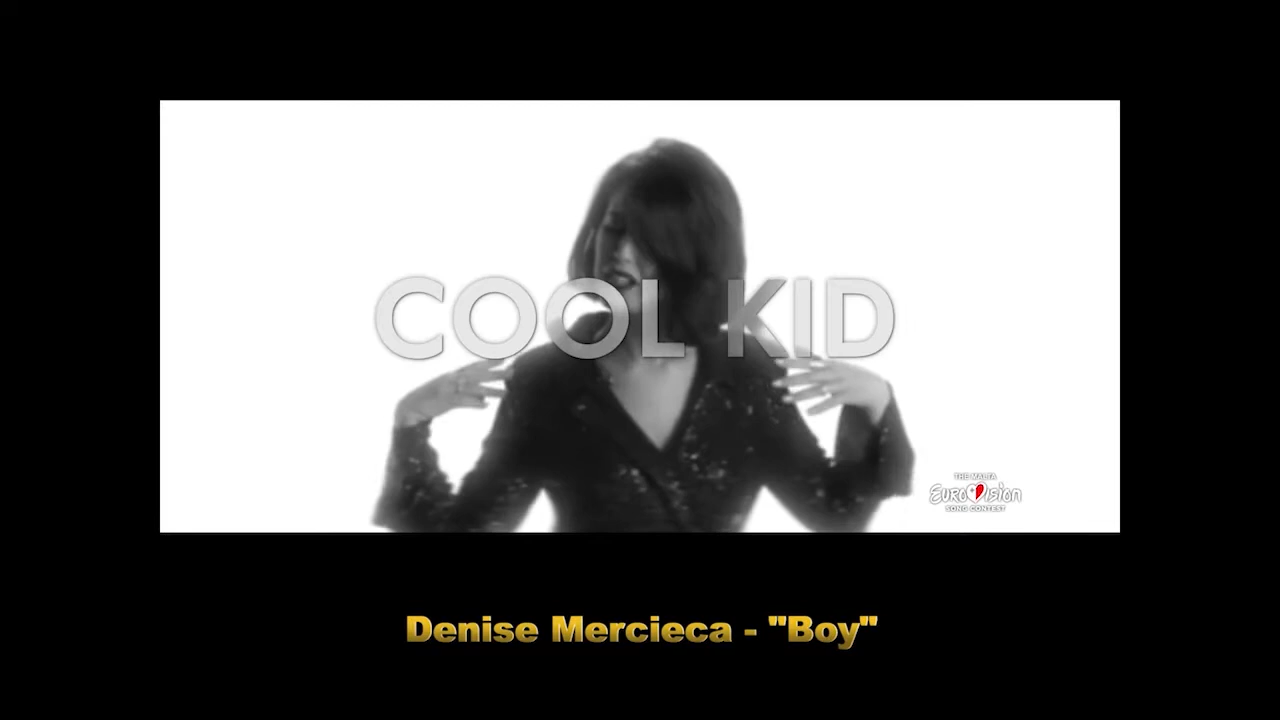 COOL KID
THE MALTA
EUROVISION
SONG CONTEST
Denise Mercieca - "Boy"